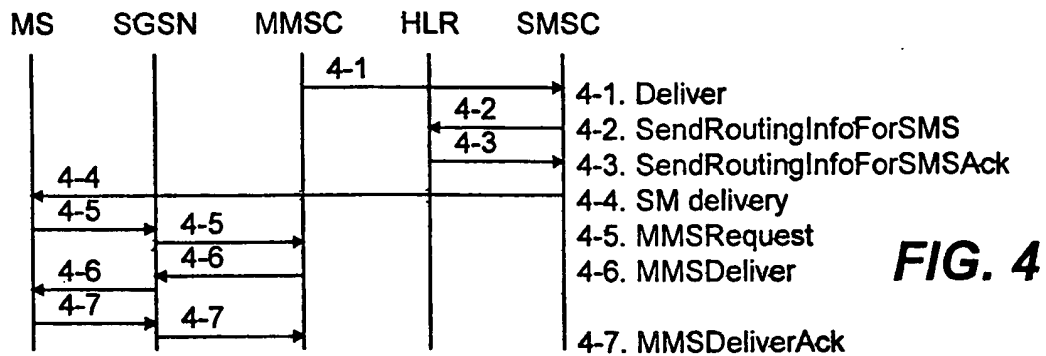 MS SGSN MMSC HLR SMSC
4-1
4-1. Deliver
4-2
4-2. SendRoutingInfoForSMS
4-3
4-3. SendRoutingInfoForSMSAck
4-4
4-4. SM delivery
4-5
4-5
4-5. MMSRequest
4-6
4-6
4-6. MMSDeliver
FIG. 4
4-7
4-7
4-7. MMSDeliverAck